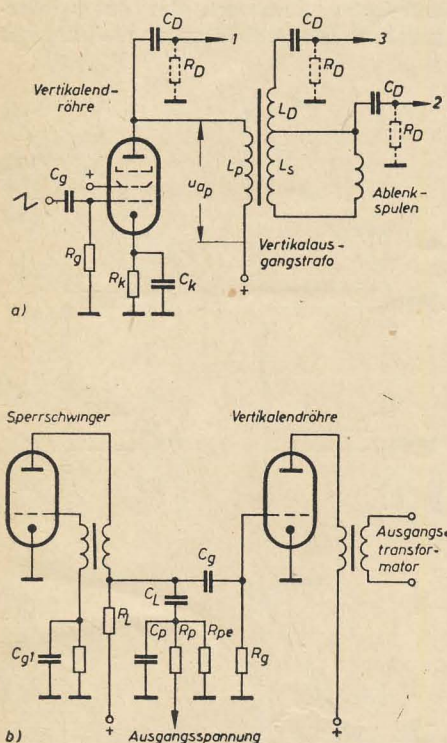 C_D
1
R_D
C_D
3
R_D
C_D
2
R_D
Vertikalend-
röhre
C_g
+
R_g
R_k
C_k
u_ap
L_p
L_D
L_s
Ablenk-
spulen
Vertikalaus-
gangstrafo
+
a)
Sperrschwinger
Vertikalendröhre
C_g
C_L
R_L
C_g1
C_p
R_p
R_pe
R_g
Ausgangs-
transfor-
mator
+
+
b)
Ausgangsspannung